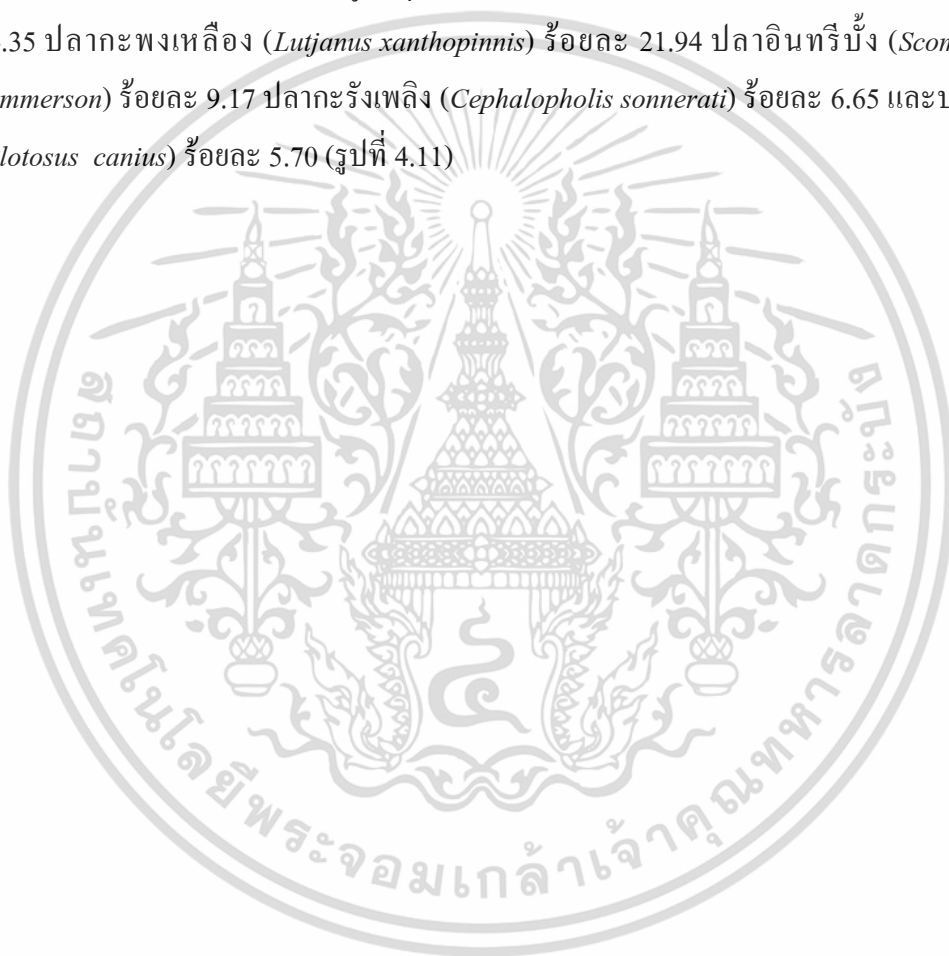 .35 ปลากะพงเหลือง (Lutjanus xanthopinnis) ร้อยละ 21.94 ปลาอินทรีบั้ง (Scom
mmerson) ร้อยละ 9.17 ปลากะรังเพลิง (Cephalopholis sonnerati) ร้อยละ 6.65 และ
lotosus canius) ร้อยละ 5.70 (รูปที่ 4.11)
สถาบันเทคโนโลยีพระจอมเกล้าเจ้าคุณทหารลาดกระบัง